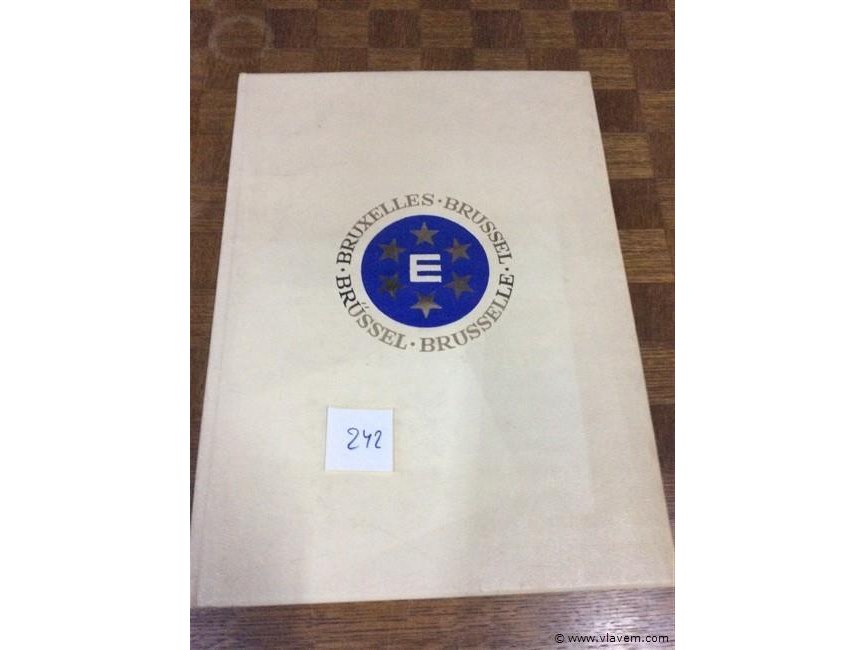 BRUXELLES · BRUSSEL · BRUSSELLE · BRÜSSEL ·
E
242
© www.vlavem.com